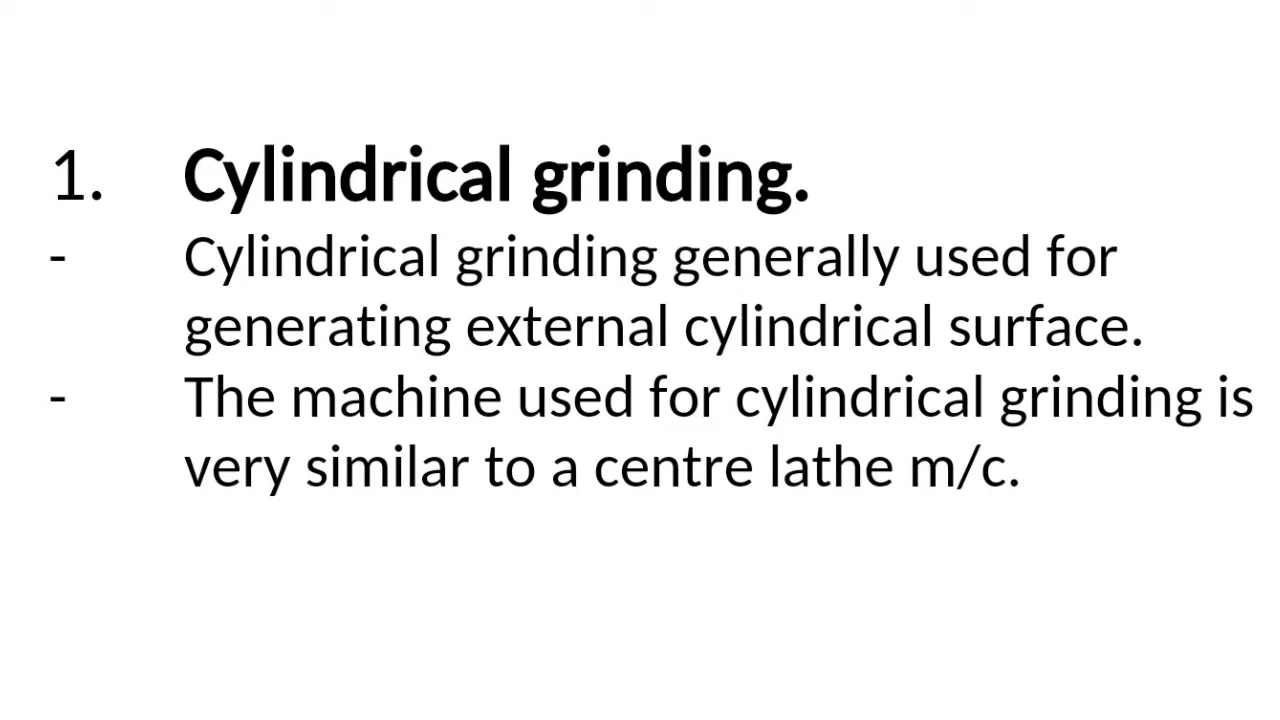 1. Cylindrical grinding.
- Cylindrical grinding generally used for
generating external cylindrical surface.
- The machine used for cylindrical grinding is
very similar to a centre lathe m/c.